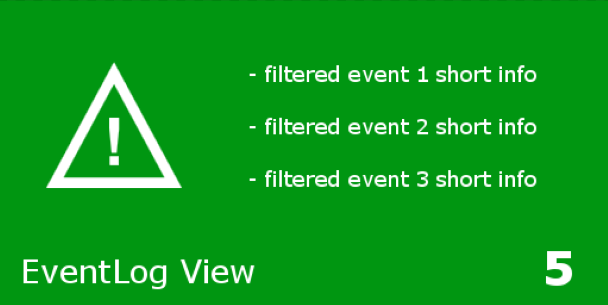 - filtered event 1 short info
- filtered event 2 short info
- filtered event 3 short info
!
EventLog View
5